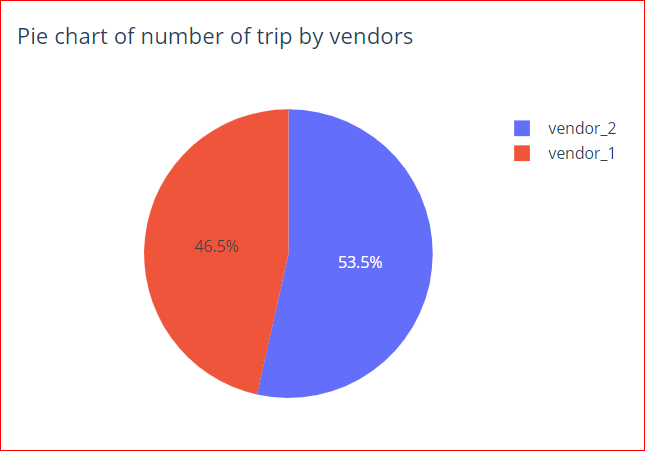 Pie chart of number of trip by vendors
vendor_2
vendor_1
46.5%
53.5%